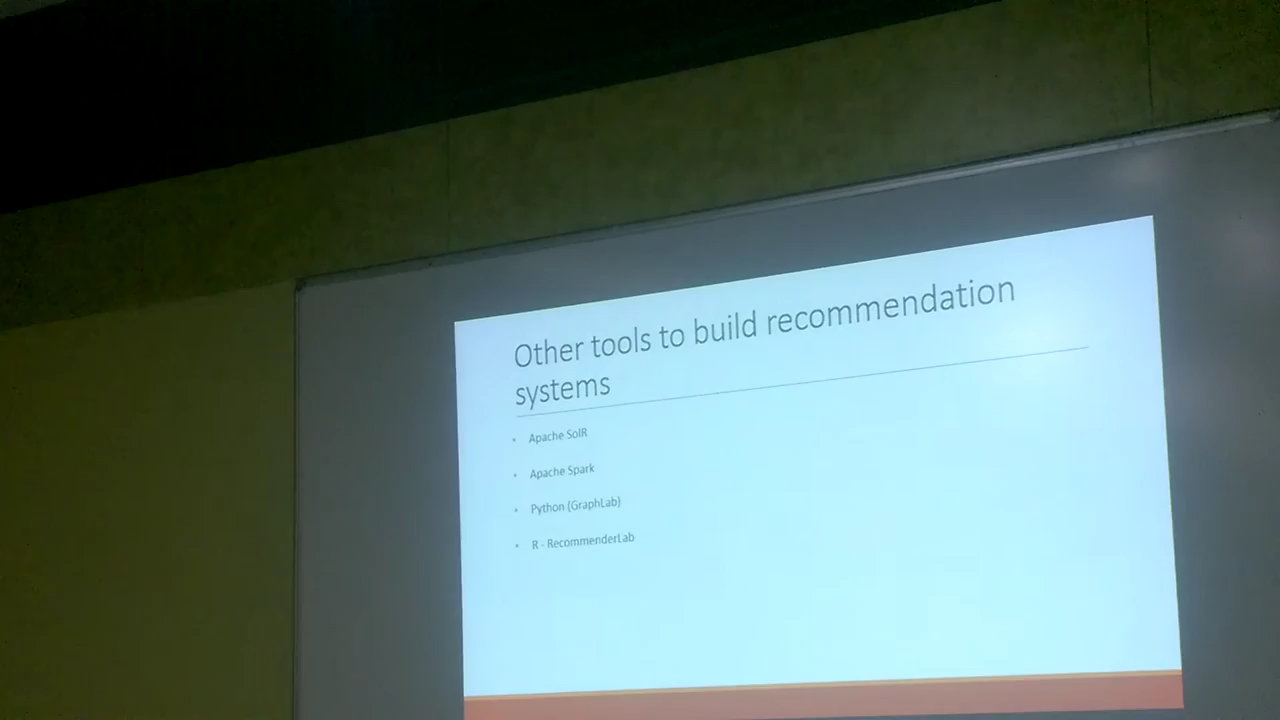 Other tools to build recommendation
systems
• Apache SolR
• Apache Spark
• Python (GraphLab)
• R - RecommenderLab